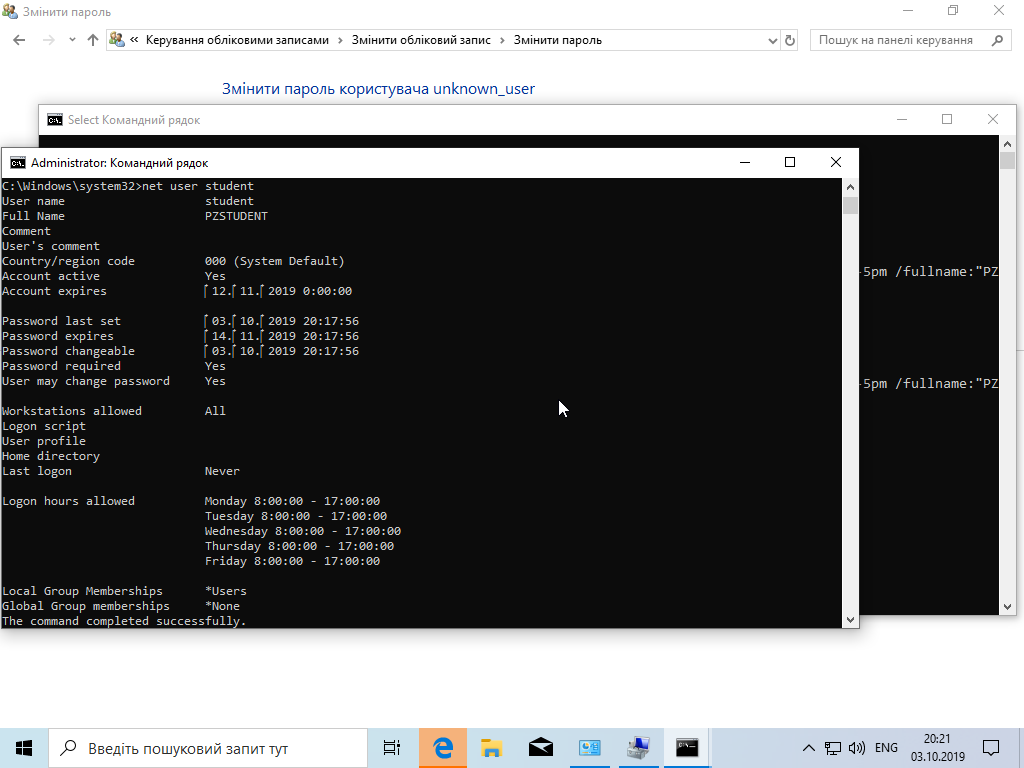 Змінити пароль
« Керування обліковими записами › Змінити обліковий запис › Змінити пароль
Пошук на панелі керування
Змінити пароль користувача unknown_user
Select Командний рядок
Administrator: Командний рядок
C:\Windows\system32>net user student
User name student
Full Name PZSTUDENT
Comment
User's comment
Country/region code 000 (System Default)
-5pm /fullname:"PZ
Account active Yes
Account expires 12. 11. 2019 0:00:00
Password last set 03. 10. 2019 20:17:56
Password expires 14. 11. 2019 20:17:56
Password changeable 03. 10. 2019 20:17:56
Password required Yes
User may change password Yes
-5pm /fullname:"PZ
Workstations allowed All
Logon script
User profile
Home directory
Last logon Never
Logon hours allowed Monday 8:00:00 - 17:00:00
Tuesday 8:00:00 - 17:00:00
Wednesday 8:00:00 - 17:00:00
Thursday 8:00:00 - 17:00:00
Friday 8:00:00 - 17:00:00
Local Group Memberships *Users
Global Group memberships *None
The command completed successfully.
Введіть пошуковий запит тут
ENG
20:21
03.10.2019